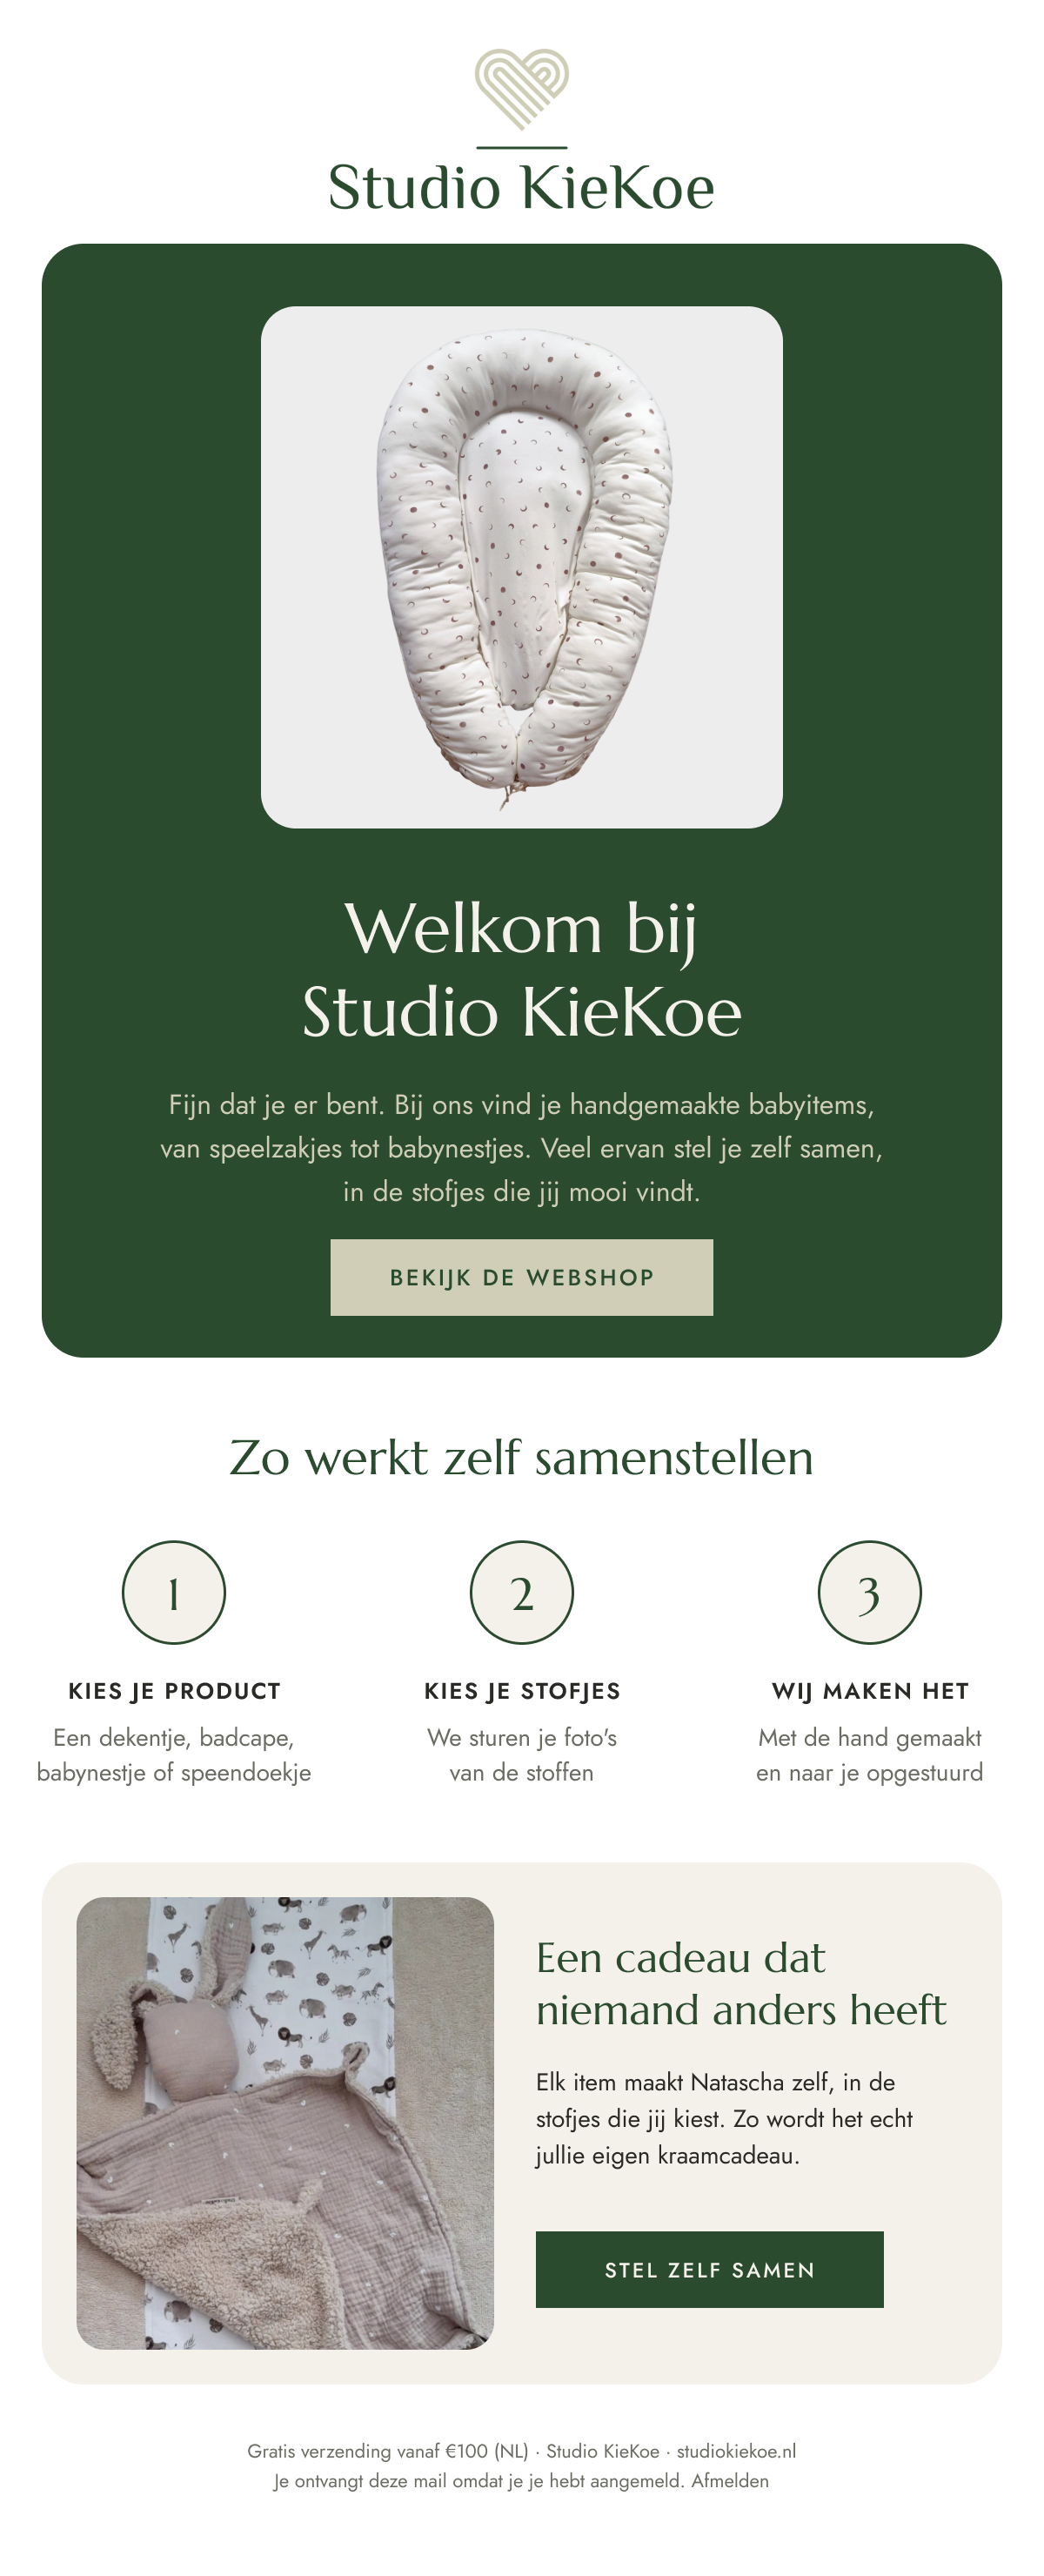 Studio KieKoe
Welkom bij
Studio KieKoe
Fijn dat je er bent. Bij ons vind je handgemaakte babyitems,
van speelzakjes tot babynestjes. Veel ervan stel je zelf samen,
in de stofjes die jij mooi vindt.
BEKIJK DE WEBSHOP
Zo werkt zelf samenstellen
1
KIES JE PRODUCT
Een dekentje, badcape,
babynestje of speendoekje
2
KIES JE STOFJES
We sturen je foto's
van de stoffen
3
WIJ MAKEN HET
Met de hand gemaakt
en naar je opgestuurd
Een cadeau dat
niemand anders heeft
Elk item maakt Natascha zelf, in de
stofjes die jij kiest. Zo wordt het echt
jullie eigen kraamcadeau.
STEL ZELF SAMEN
Gratis verzending vanaf €100 (NL) · Studio KieKoe · studiokiekoe.nl
Je ontvangt deze mail omdat je je hebt aangemeld. Afmelden